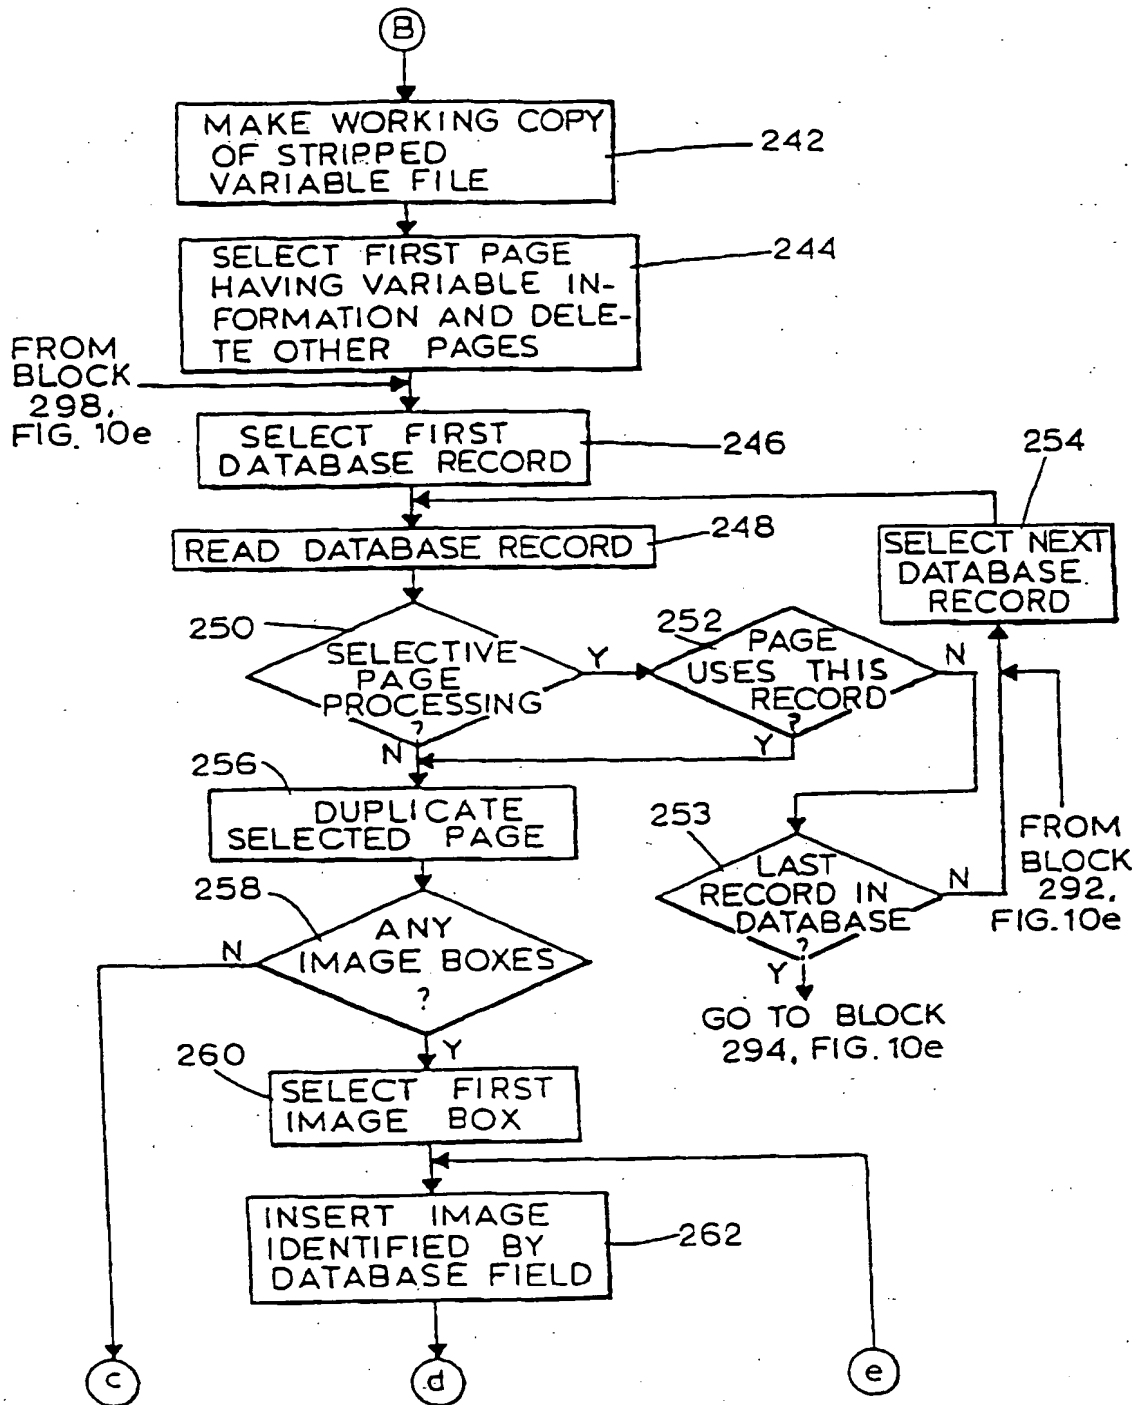 B
MAKE WORKING COPY
OF STRIPPED
VARIABLE FILE
242
SELECT FIRST PAGE
HAVING VARIABLE IN-
FORMATION AND DELE-
TE OTHER PAGES
244
FROM
BLOCK
298,
FIG. 10e
SELECT FIRST
DATABASE RECORD
246
254
READ DATABASE RECORD
248
SELECT NEXT
DATABASE.
RECORD
250
SELECTIVE
PAGE
PROCESSING
?
Y
N
252
PAGE
USES THIS
RECORD
?
N
Y
256
DUPLICATE
SELECTED PAGE
253
LAST
RECORD IN
DATABASE
?
N
Y
FROM
BLOCK
292,
FIG. 10e
GO TO BLOCK
294, FIG. 10e
258
ANY
IMAGE BOXES
?
N
Y
260
SELECT FIRST
IMAGE BOX
INSERT IMAGE
IDENTIFIED BY
DATABASE FIELD
262
c
d
e